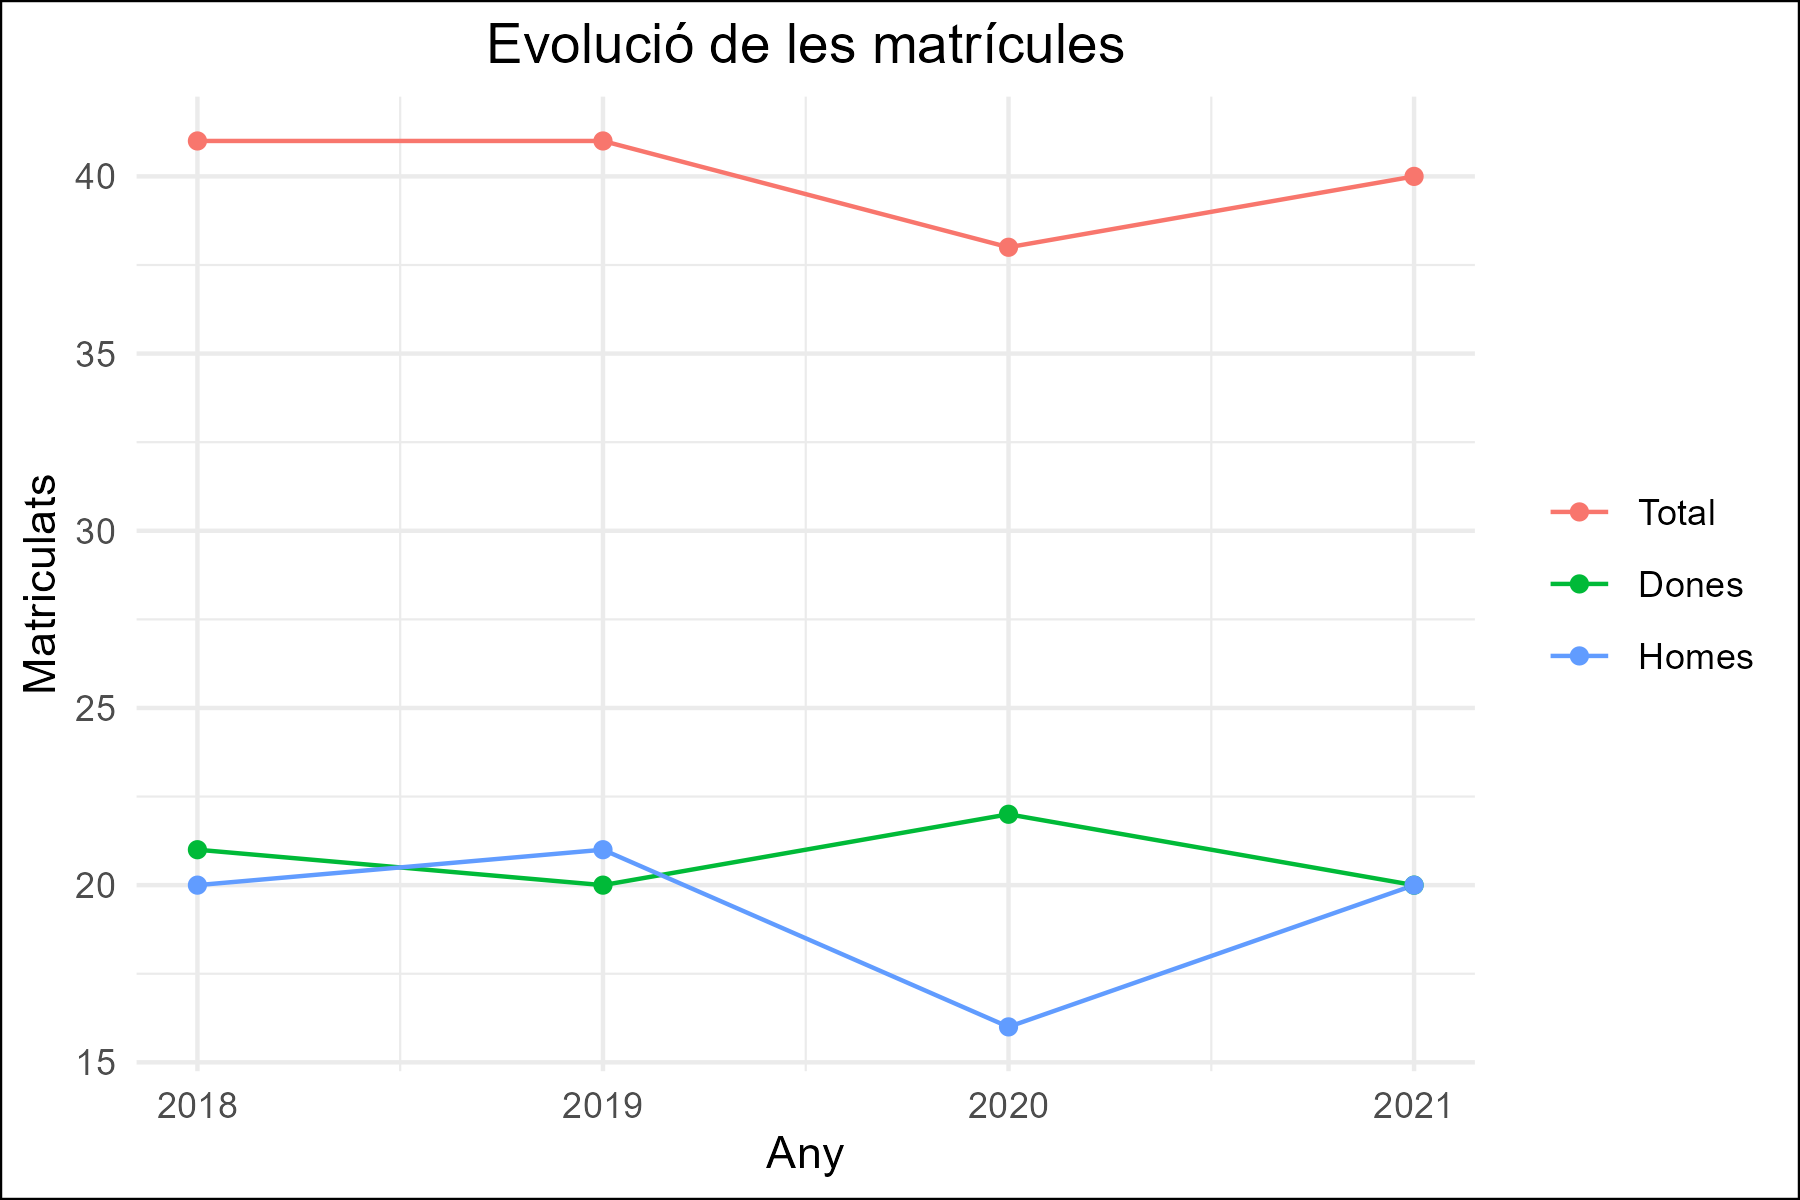 Evolució de les matrícules
Matriculats
40
35
30
25
20
15
2018 2019 2020 2021
Any
Total
Dones
Homes